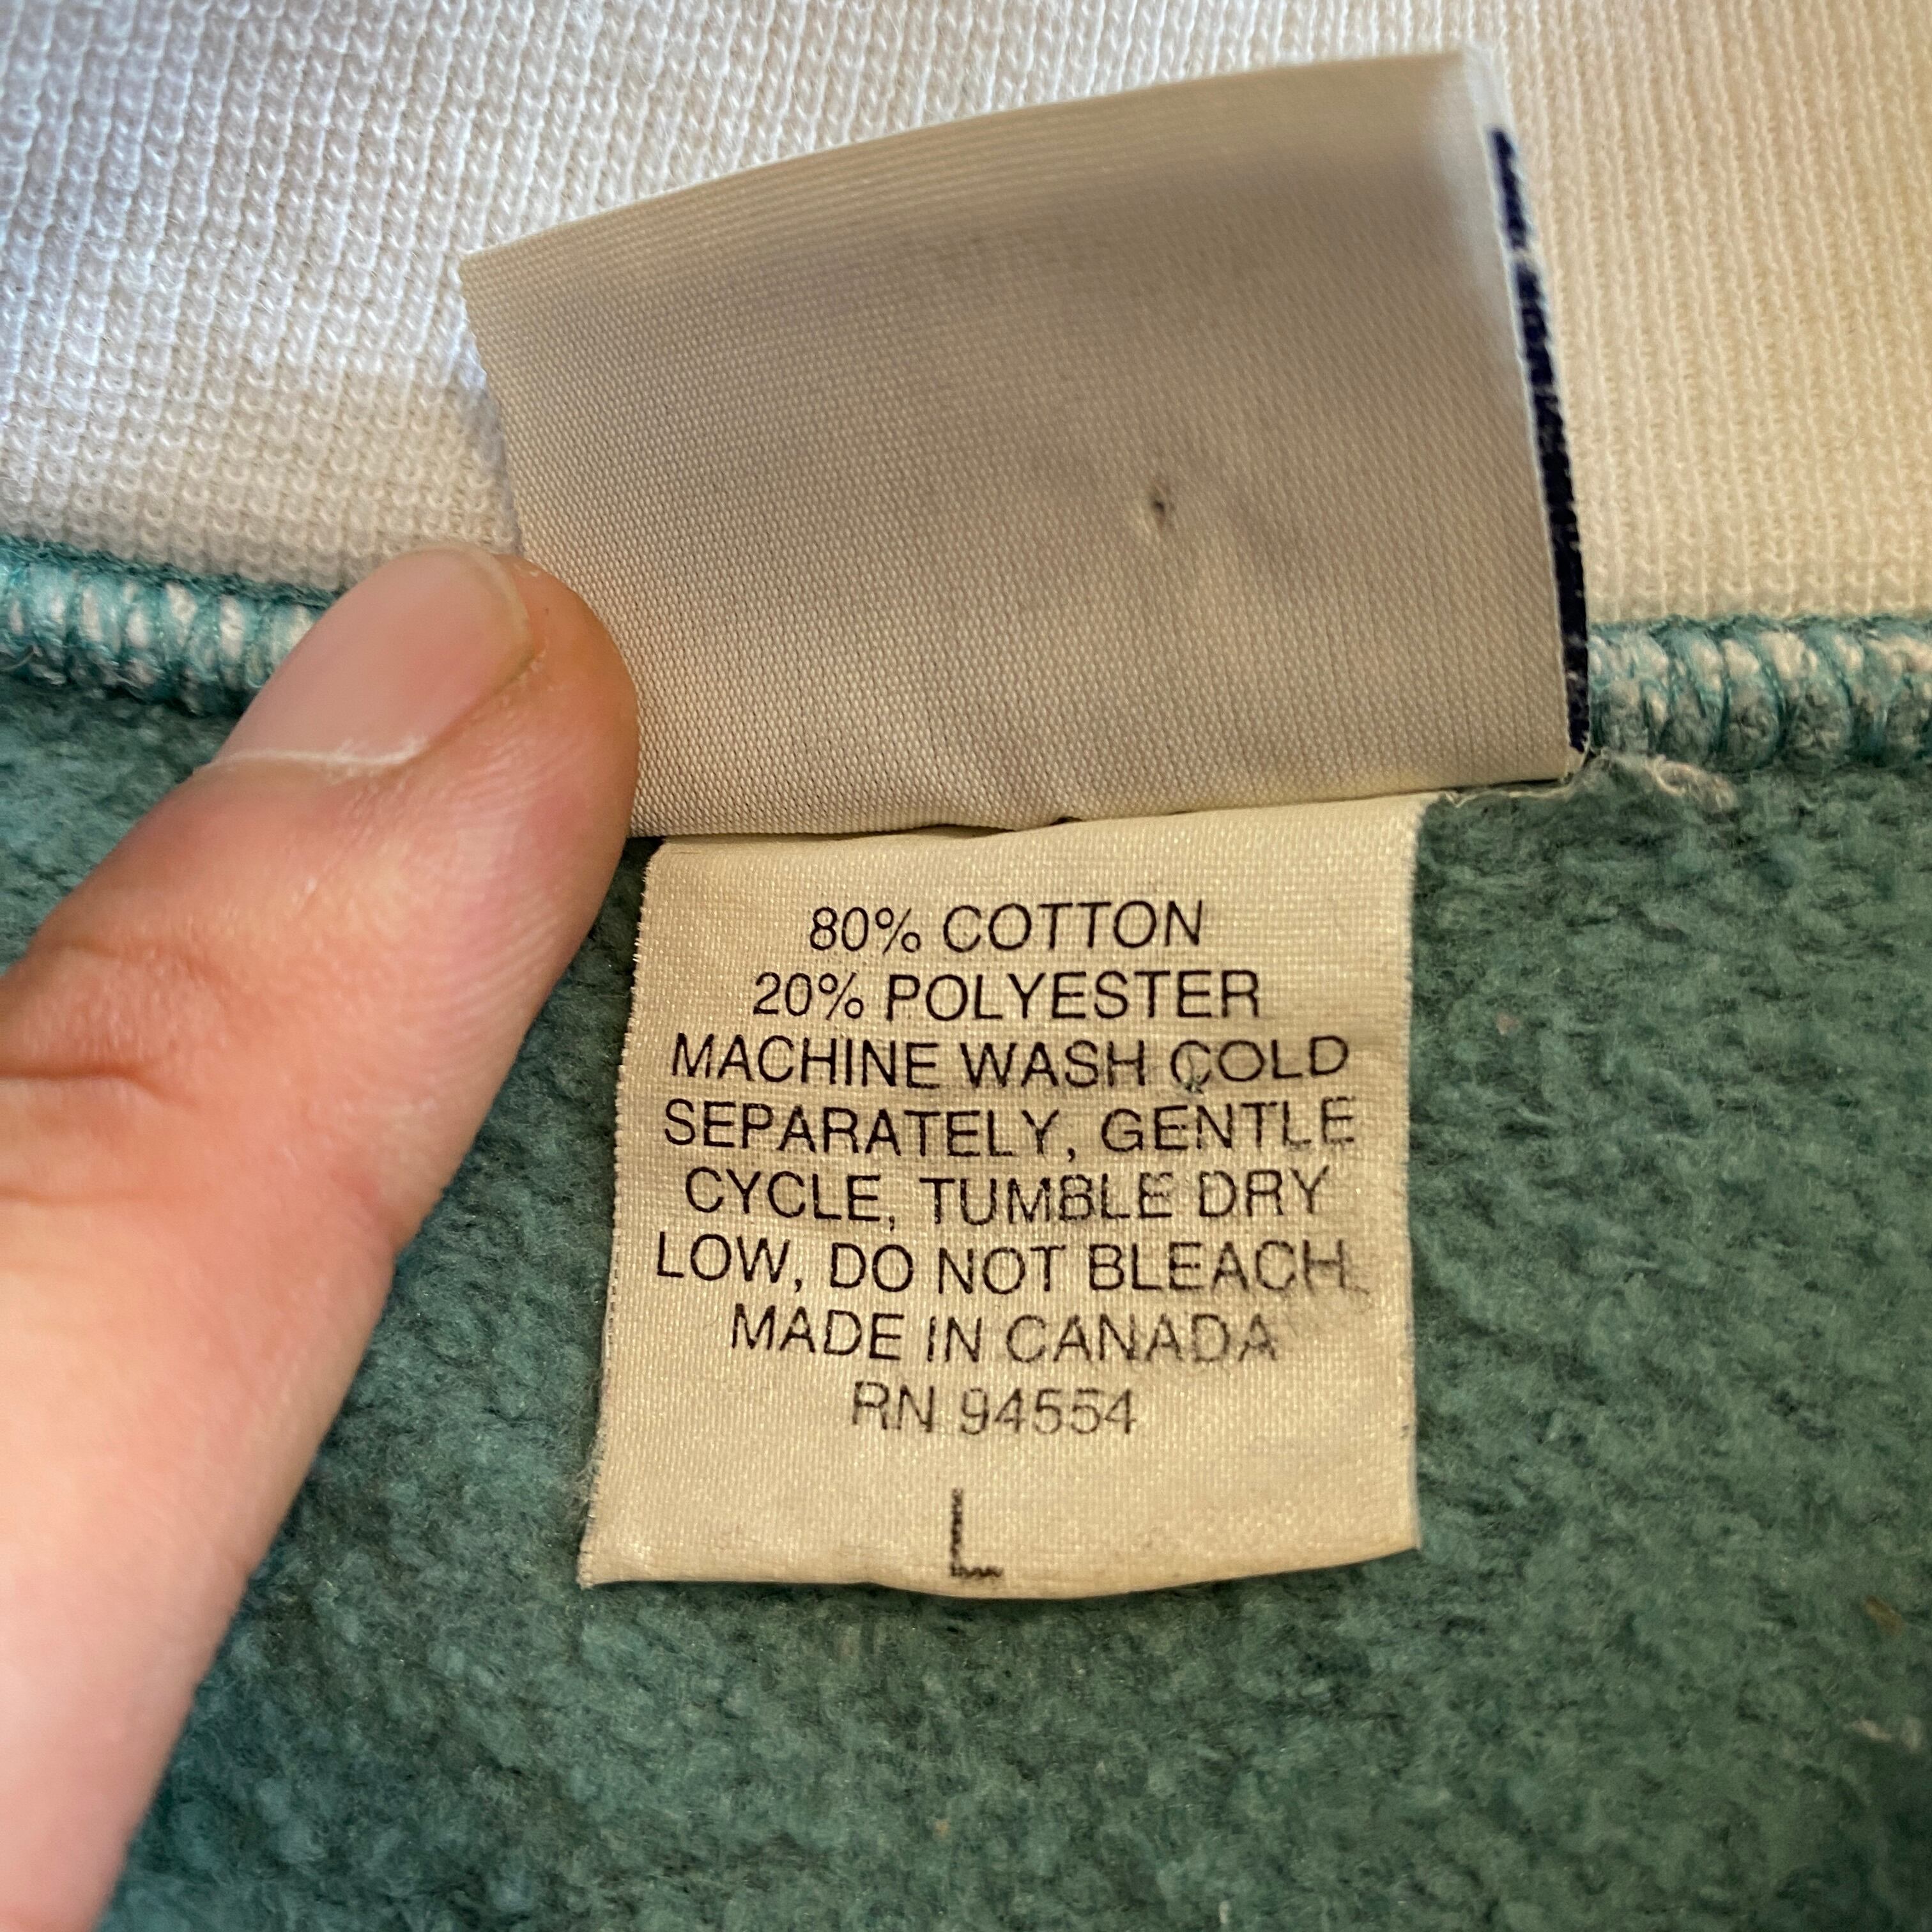 80% COTTON
20% POLYESTER
MACHINE WASH COLD
SEPARATELY, GENTLE
CYCLE, TUMBLE DRY
LOW, DO NOT BLEACH
MADE IN CANADA
RN 94554
L